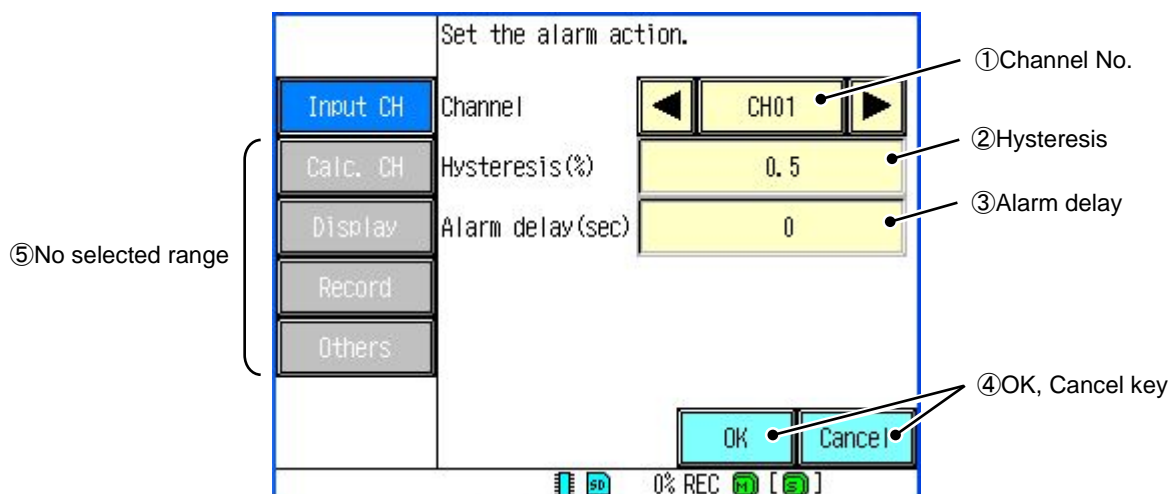 Set the alarm action.
①Channel No.
Input CH
Channel
CH01
②Hysteresis
Calc. CH
Hysteresis(%)
0.5
③Alarm delay
Display
Alarm delay(sec)
0
⑤No selected range
Record
Others
④OK, Cancel key
OK
Cancel
SD 0% REC M [S]